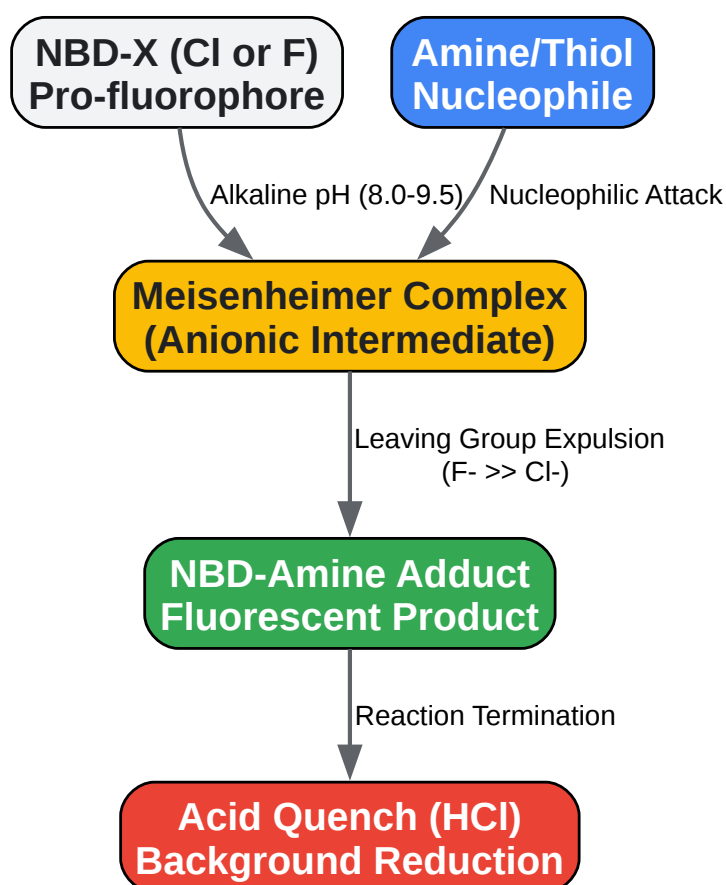 NBD-X (Cl or F)
Pro-fluorophore
Amine/Thiol
Nucleophile
Alkaline pH (8.0-9.5)
Nucleophilic Attack
Meisenheimer Complex
(Anionic Intermediate)
Leaving Group Expulsion
(F- >> Cl-)
NBD-Amine Adduct
Fluorescent Product
Reaction Termination
Acid Quench (HCl)
Background Reduction